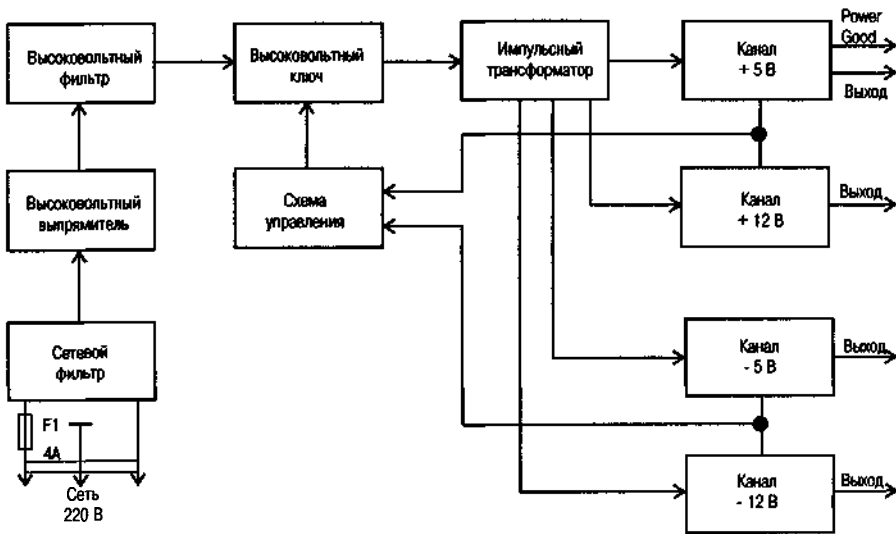 Power
Good
Высоковольтный
фильтр
Высоковольтный
ключ
Импульсный
трансформатор
Канал
+ 5 В
Выход
Высоковольтный
выпрямитель
Схема
управления
Канал
+ 12 В
Выход
Сетевой
фильтр
Канал
- 5 В
Выход
F1
4А
Сеть
220 В
Канал
- 12 В
Выход